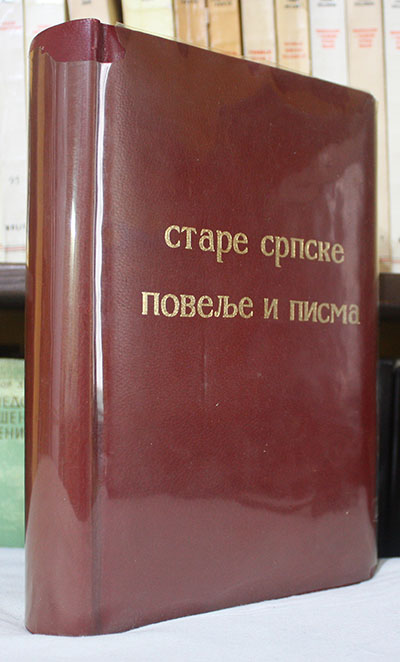 старе српске
повеље и писма